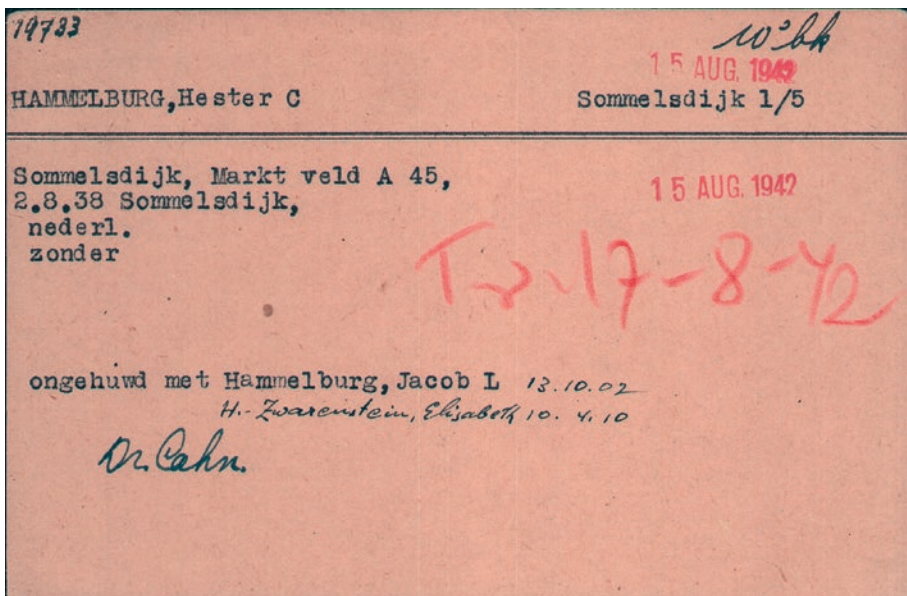 19733
10³ bk
15 AUG. 1942
HAMMELBURG,Hester C Sommelsdijk 1/5
Sommelsdijk, Markt veld A 45,
15 AUG. 1942
2.8.38 Sommelsdijk,
nederl.
zonder
Tr. 17-8-42
ongehuwd met Hammelburg, Jacob L 13.10.02
H.- Zwarenstein, Elisabeth 10. 4.10
Dr. Cahn.